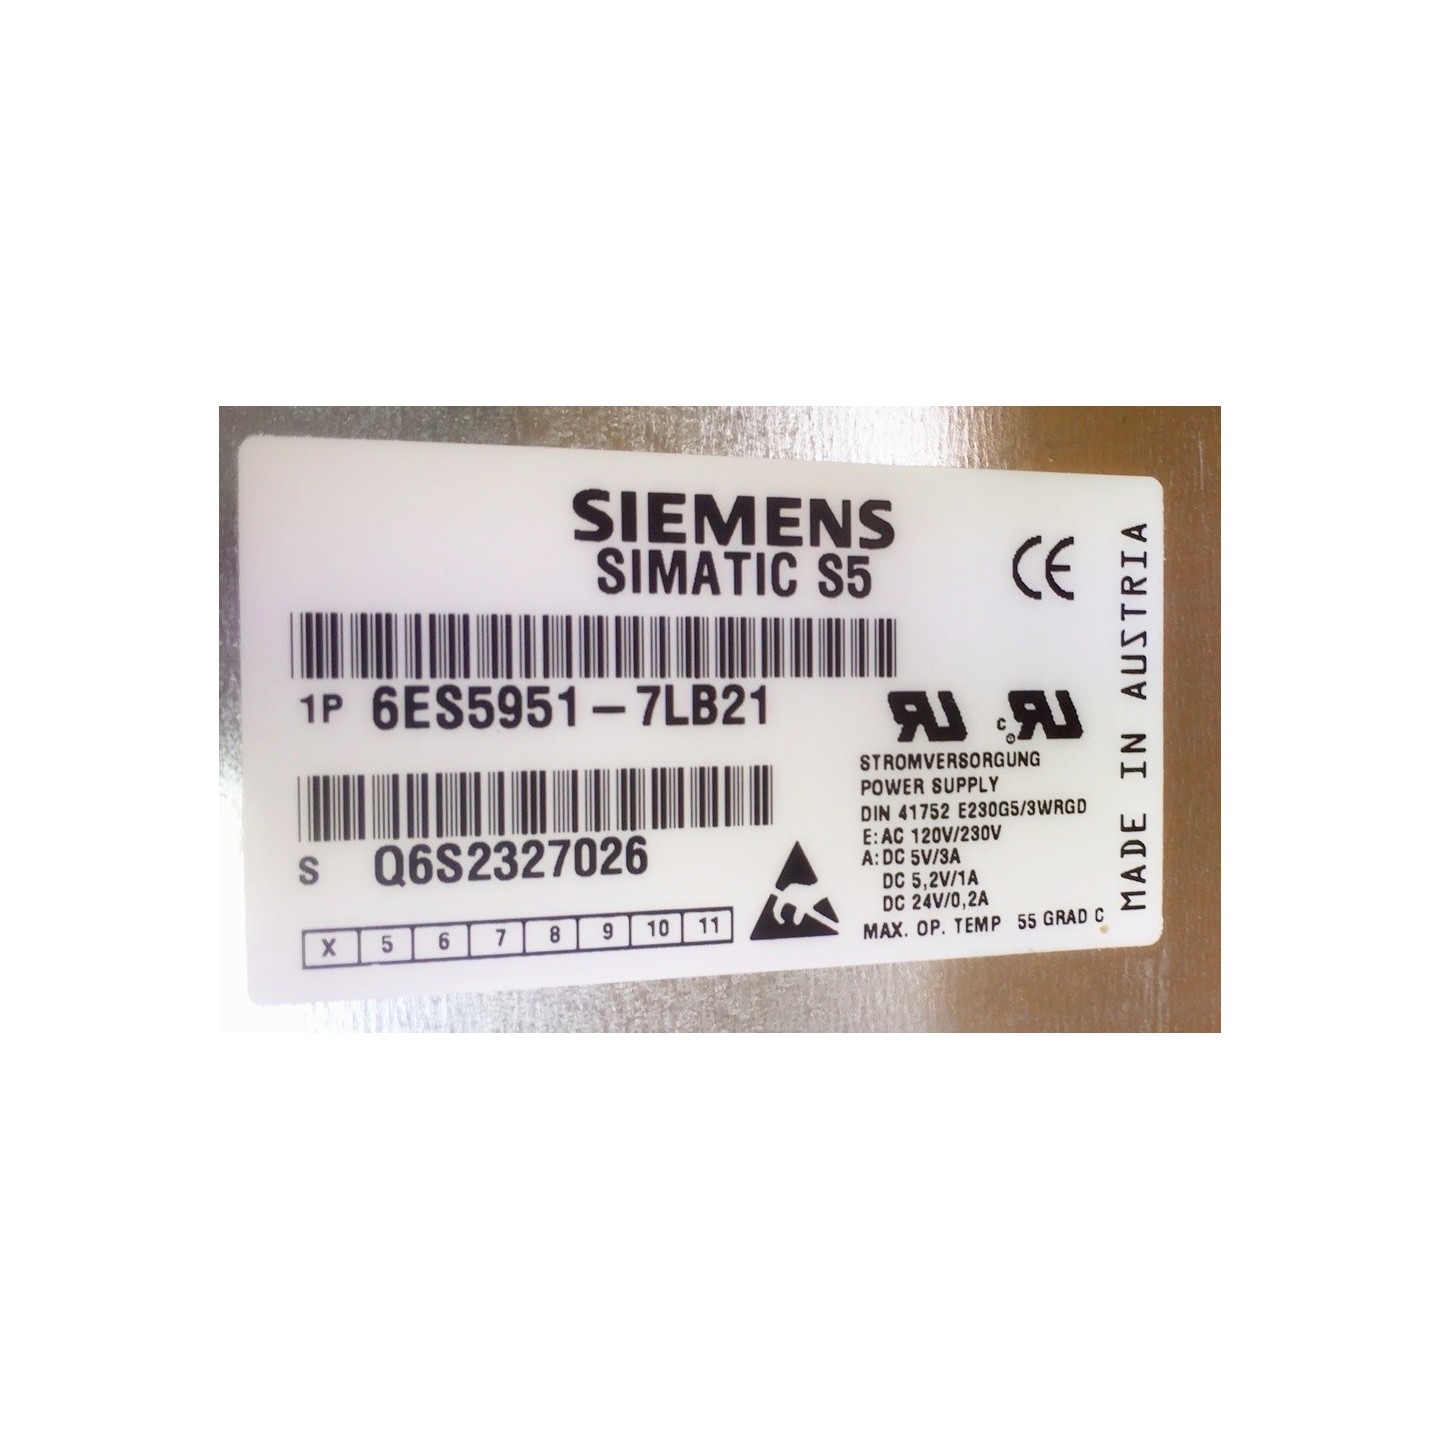 SIEMENS
SIMATIC S5
CE
1P 6ES5951-7LB21
S Q6S2327026
X 5 6 7 8 9 10 11
RU c RU
STROMVERSORGUNG
POWER SUPPLY
DIN 41752 E230G5/3WRGD
E: AC 120V/230V
A: DC 5V/3A
DC 5,2V/1A
DC 24V/0,2A
MAX. OP. TEMP 55 GRAD C
MADE IN AUSTRIA